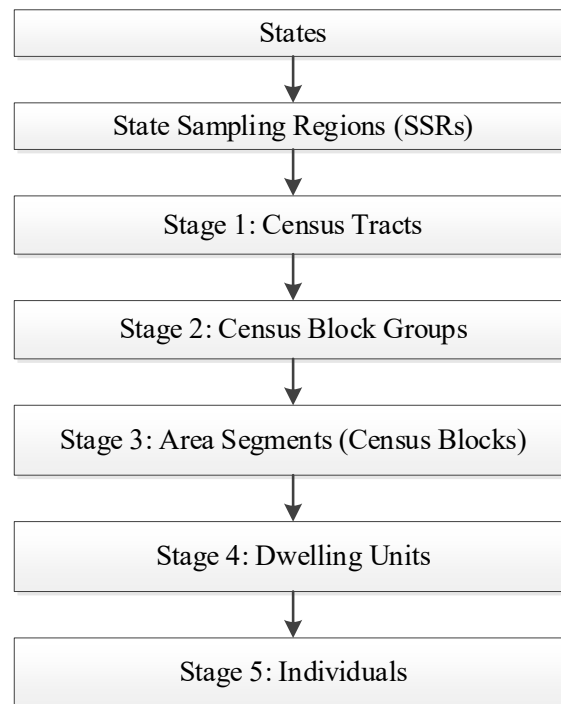 States
State Sampling Regions (SSRs)
Stage 1: Census Tracts
Stage 2: Census Block Groups
Stage 3: Area Segments (Census Blocks)
Stage 4: Dwelling Units
Stage 5: Individuals